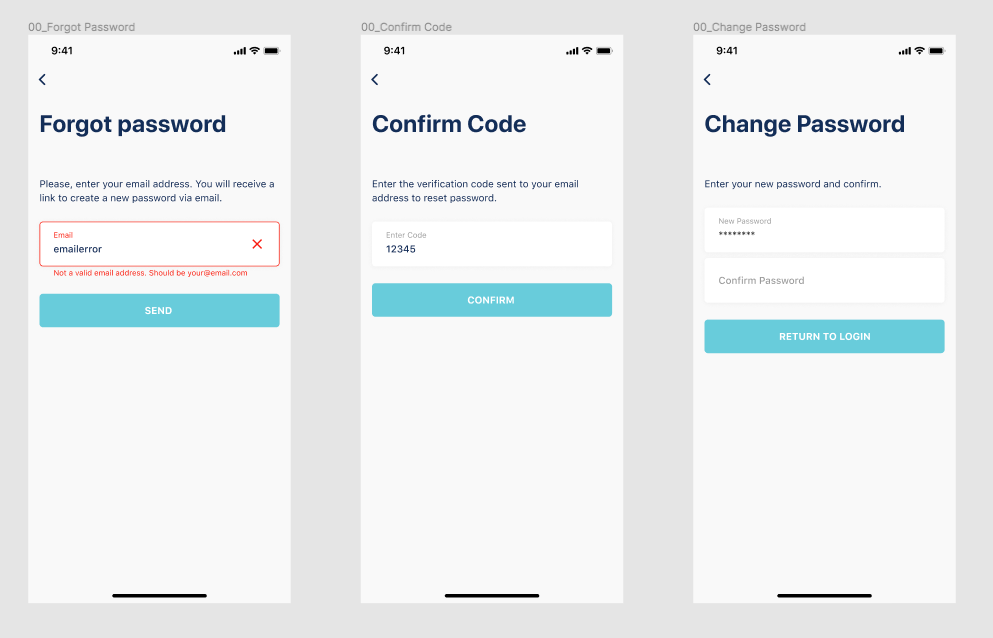 00_Forgot Password
9:41
Forgot password
Please, enter your email address. You will receive a
link to create a new password via email.
Email
emailerror
Not a valid email address. Should be your@email.com
SEND
00_Confirm Code
9:41
Confirm Code
Enter the verification code sent to your email
address to reset password.
Enter Code
12345
CONFIRM
00_Change Password
9:41
Change Password
Enter your new password and confirm.
New Password
********
Confirm Password
RETURN TO LOGIN